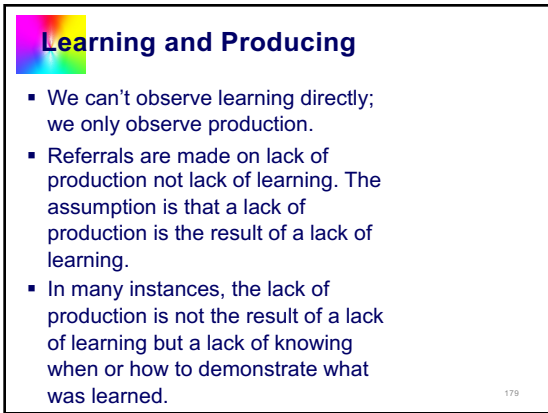 Learning and Producing
▪ We can't observe learning directly;
we only observe production.
▪ Referrals are made on lack of
production not lack of learning. The
assumption is that a lack of
production is the result of a lack of
learning.
▪ In many instances, the lack of
production is not the result of a lack
of learning but a lack of knowing
when or how to demonstrate what
was learned.
179